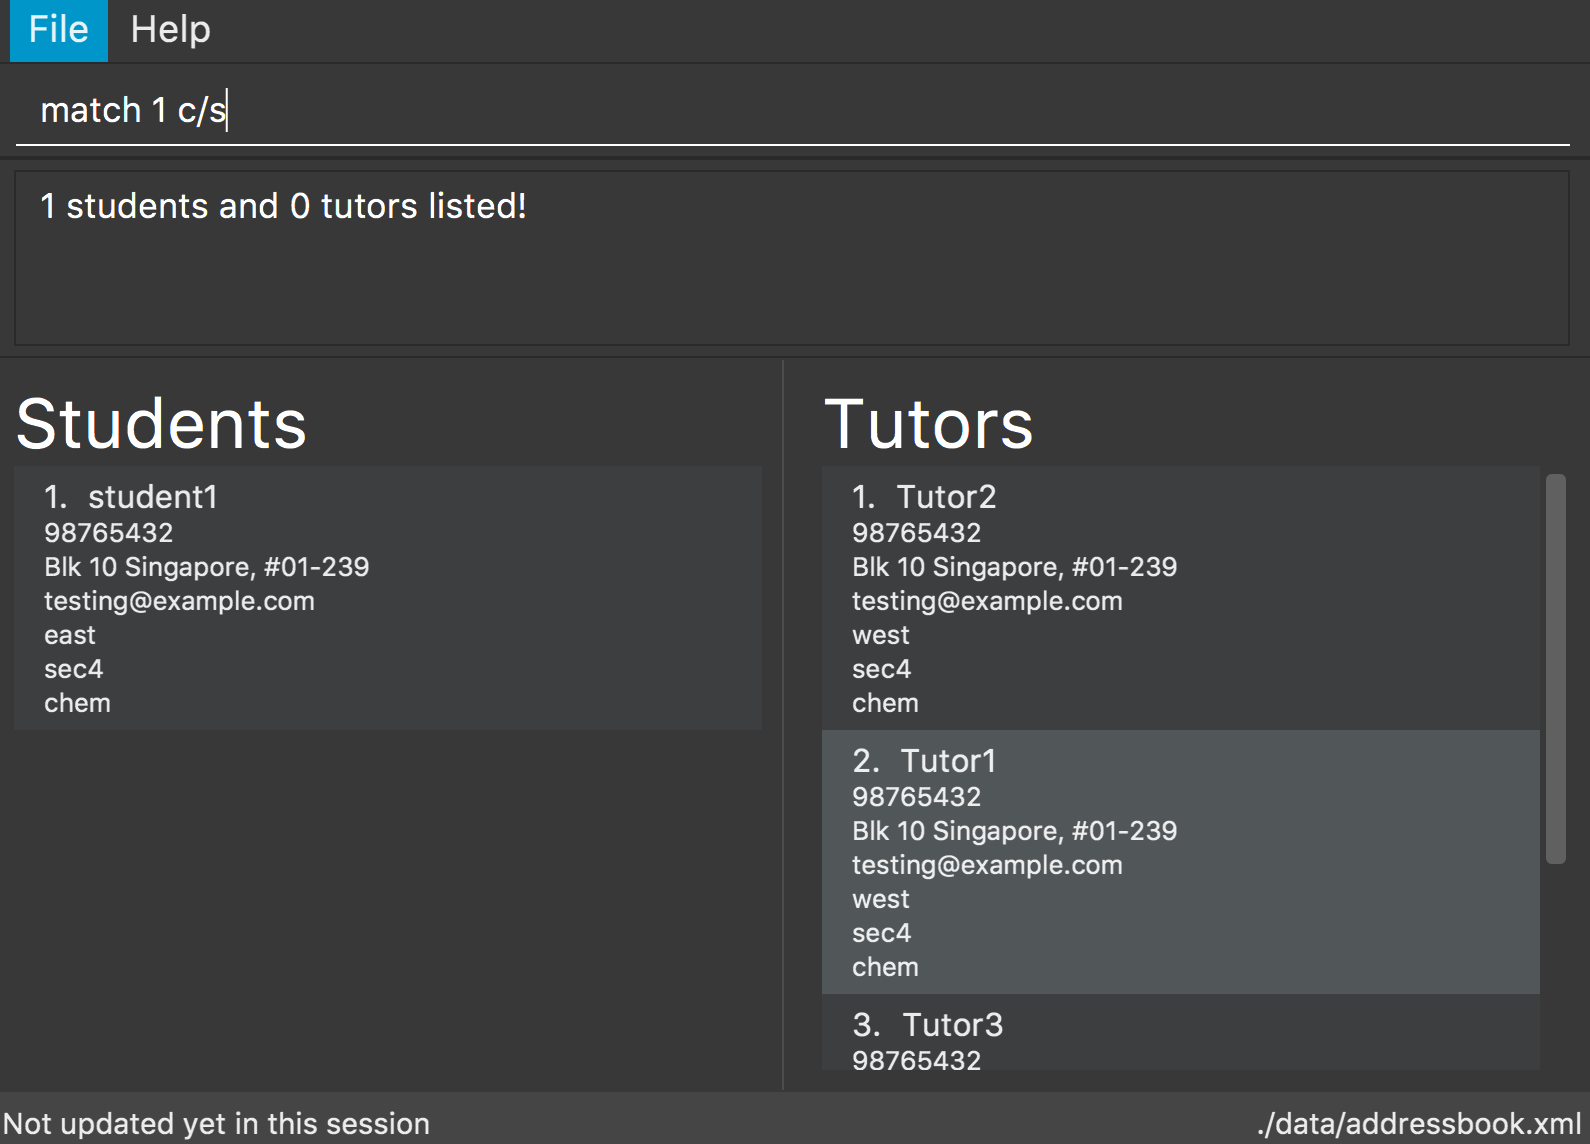 File Help
match 1 c/s
1 students and 0 tutors listed!
Students
1. student1
98765432
Blk 10 Singapore, #01-239
testing@example.com
east
sec4
chem
Tutors
1. Tutor2
98765432
Blk 10 Singapore, #01-239
testing@example.com
west
sec4
chem
2. Tutor1
98765432
Blk 10 Singapore, #01-239
testing@example.com
west
sec4
chem
3. Tutor3
98765432
Not updated yet in this session
./data/addressbook.xml